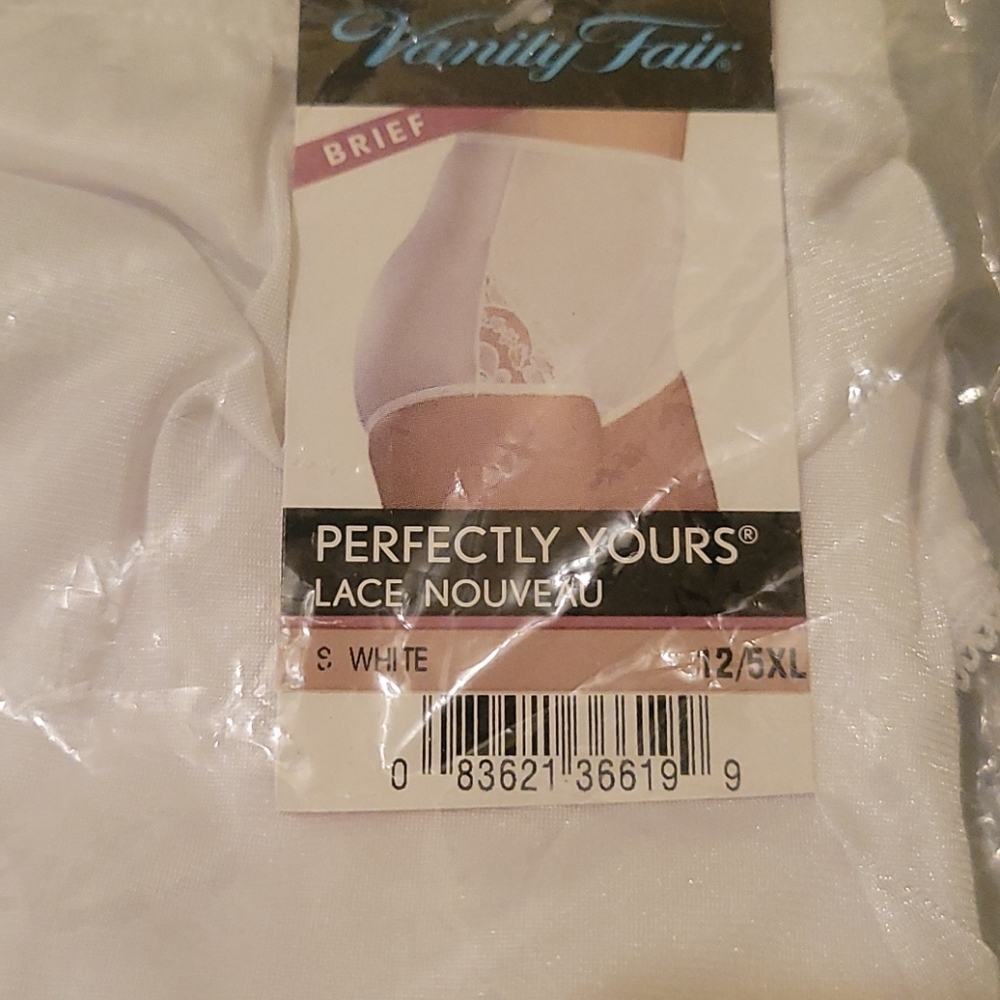 Vanity Fair®
BRIEF
PERFECTLY YOURS®
LACE NOUVEAU
S WHITE 12/5XL
0 83621 36619 9